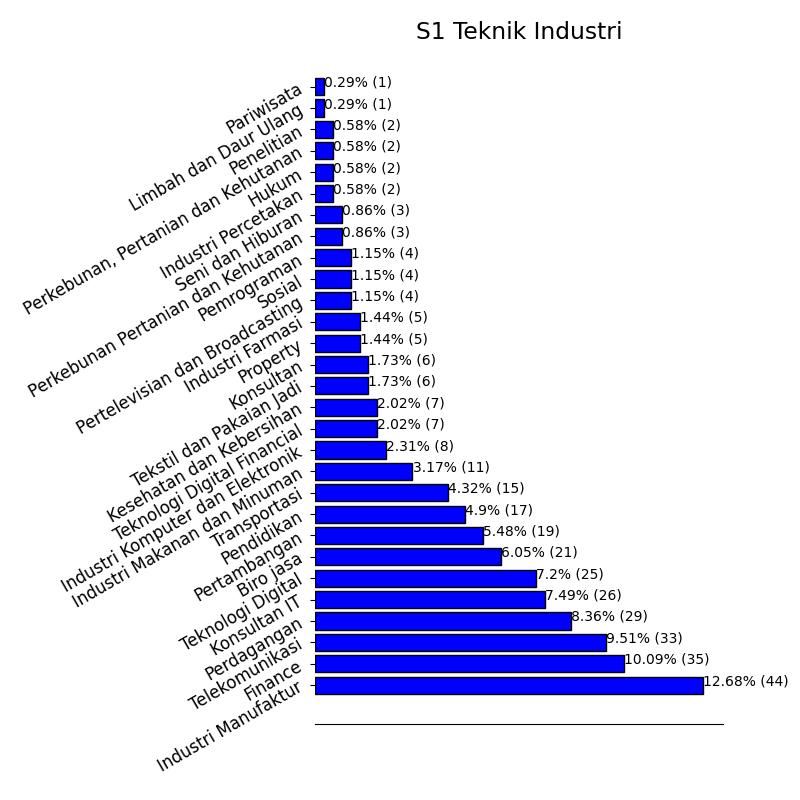 S1 Teknik Industri
Pariwisata 0.29% (1)
Limbah dan Daur Ulang 0.29% (1)
Penelitian 0.58% (2)
Perkebunan, Pertanian dan Kehutanan 0.58% (2)
Hukum 0.58% (2)
Industri Percetakan 0.58% (2)
Seni dan Hiburan 0.86% (3)
Perkebunan Pertanian dan Kehutanan 0.86% (3)
Pemrograman 1.15% (4)
Sosial 1.15% (4)
Pertelevisian dan Broadcasting 1.15% (4)
Industri Farmasi 1.44% (5)
Property 1.44% (5)
Konsultan 1.73% (6)
Tekstil dan Pakaian Jadi 1.73% (6)
Kesehatan dan Kebersihan 2.02% (7)
Teknologi Digital Financial 2.02% (7)
Industri Komputer dan Elektronik 2.31% (8)
Industri Makanan dan Minuman 3.17% (11)
Transportasi 4.32% (15)
Pendidikan 4.9% (17)
Pertambangan 5.48% (19)
Biro jasa 6.05% (21)
Teknologi Digital 7.2% (25)
Konsultan IT 7.49% (26)
Perdagangan 8.36% (29)
Telekomunikasi 9.51% (33)
Finance 10.09% (35)
Industri Manufaktur 12.68% (44)